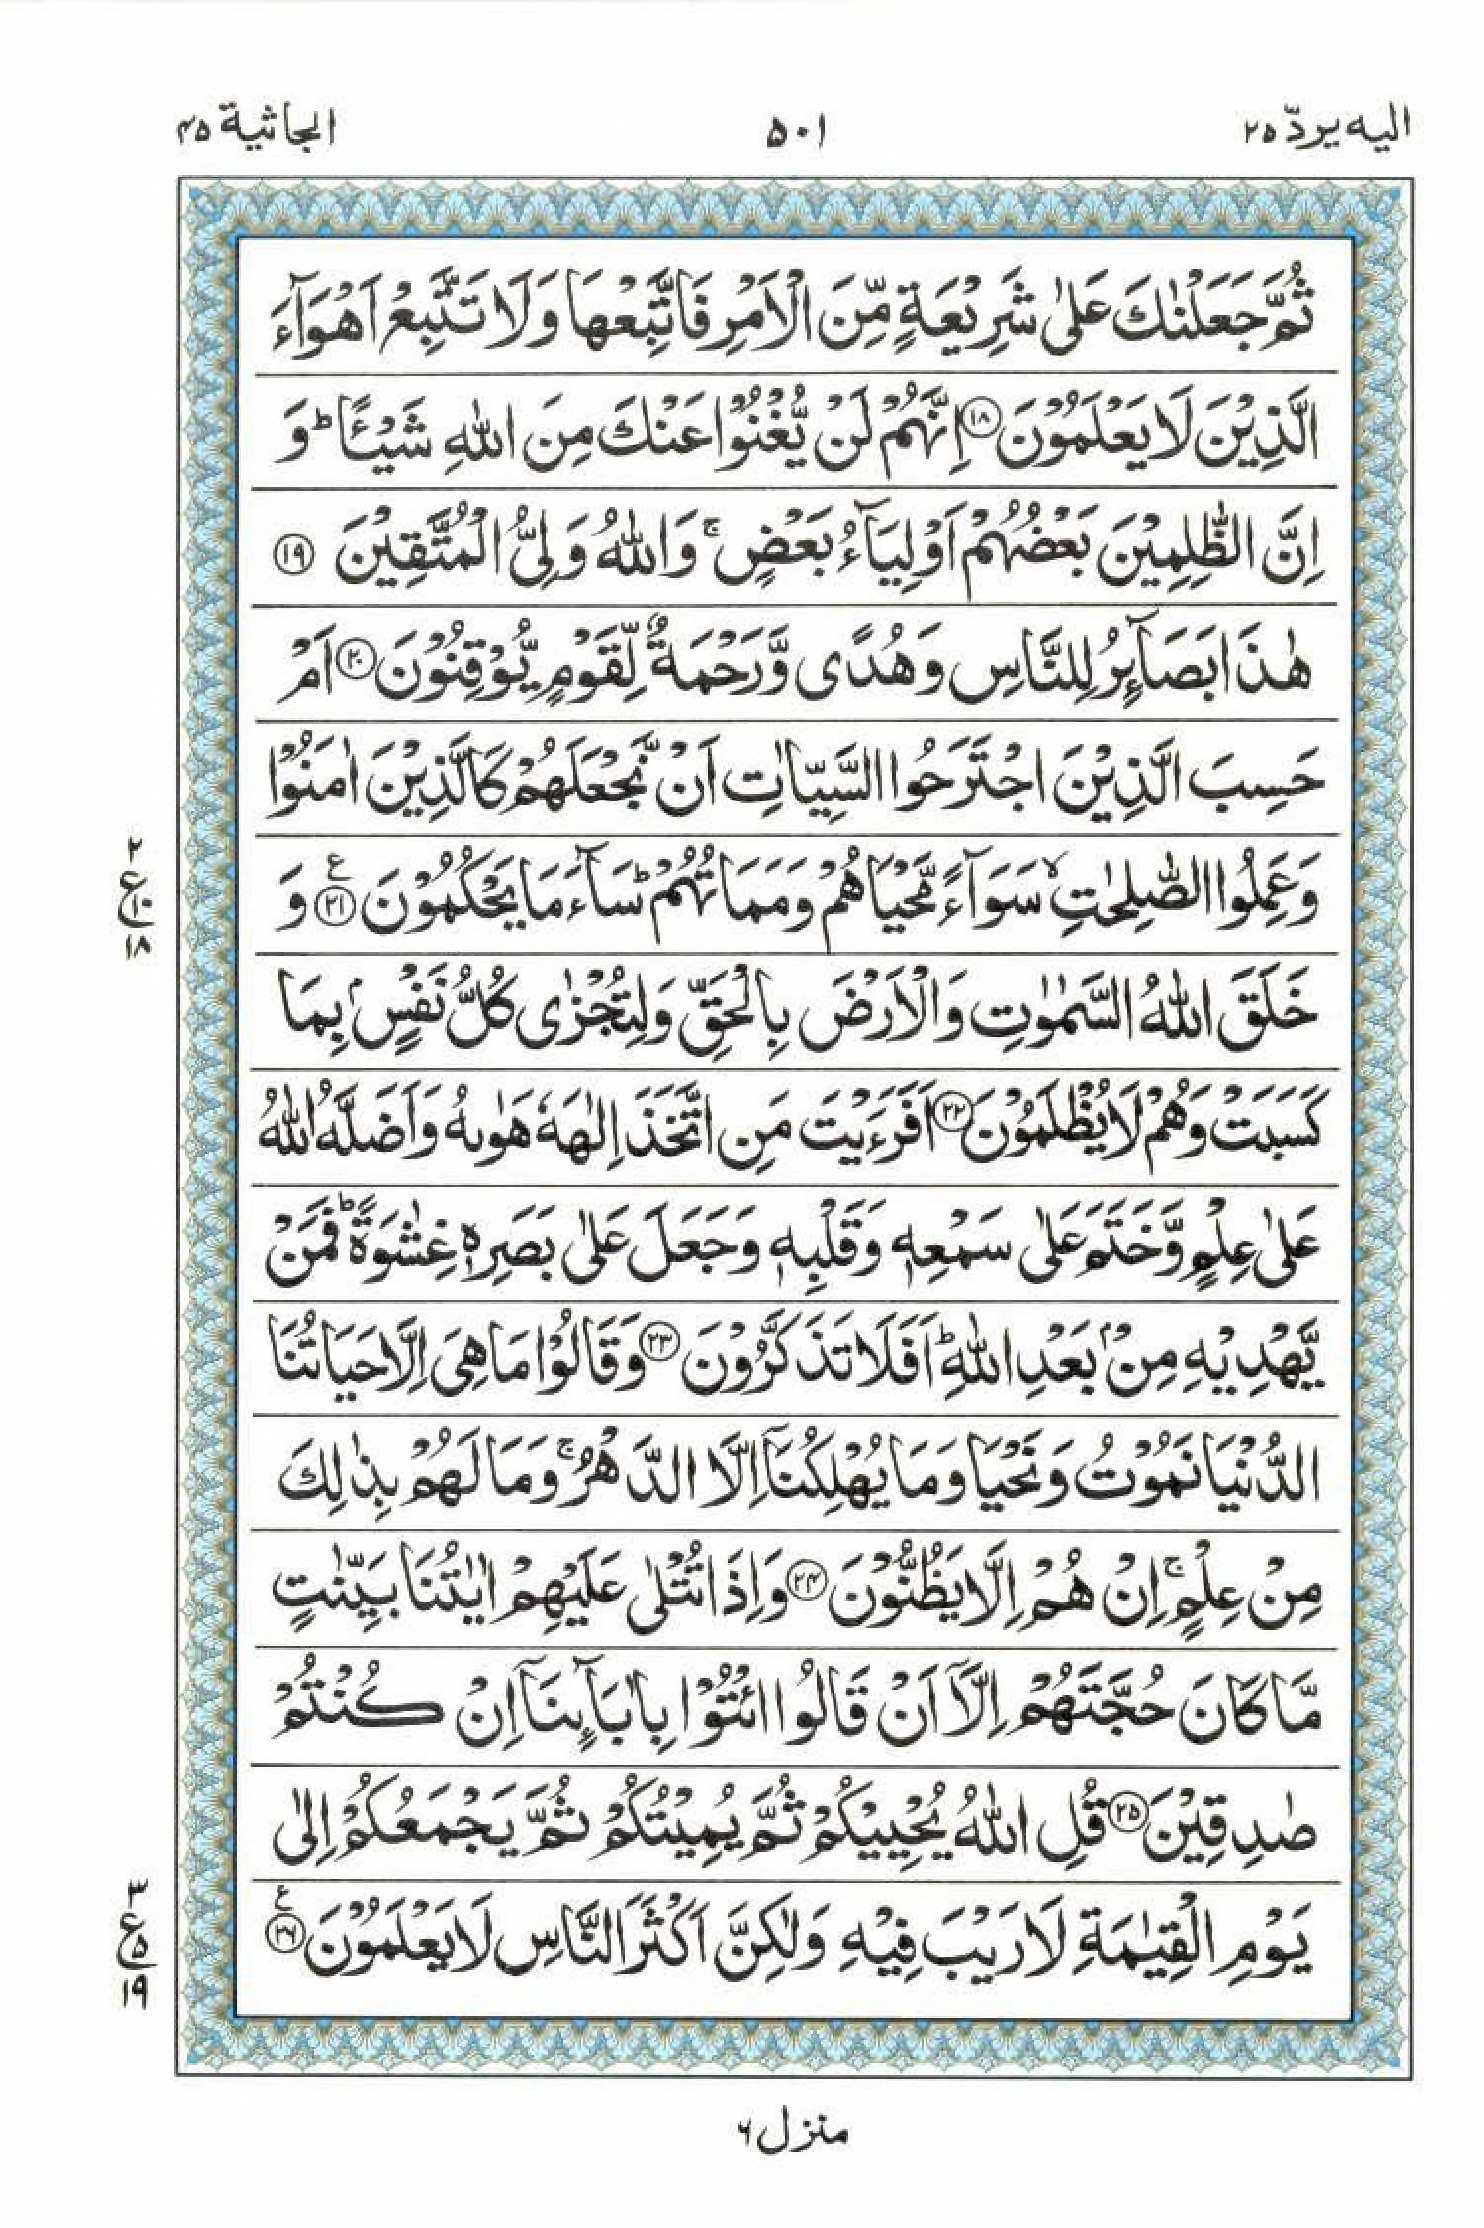 اليه يردّ ٢٥
٥٠١
الجاثية ٤٥
ثُمَّ جَعَلْنٰكَ عَلٰى شَرِيْعَةٍ مِّنَ الْاَمْرِ فَاتَّبِعْهَا وَلَا تَتَّبِعْ اَهْوَآءَ
الَّذِيْنَ لَا يَعْلَمُوْنَ ١٨ اِنَّهُمْ لَنْ يُّغْنُوْا عَنْكَ مِنَ اللّٰهِ شَيْـًٔا ؕ وَ
اِنَّ الظّٰلِمِيْنَ بَعْضُهُمْ اَوْلِيَآءُ بَعْضٍ ۚ وَاللّٰهُ وَلِيُّ الْمُتَّقِيْنَ ١٩
هٰذَا بَصَآئِرُ لِلنَّاسِ وَهُدًى وَّرَحْمَةٌ لِّقَوْمٍ يُّوْقِنُوْنَ ٢٠ اَمْ
حَسِبَ الَّذِيْنَ اجْتَرَحُوا السَّيِّاٰتِ اَنْ نَّجْعَلَهُمْ كَالَّذِيْنَ اٰمَنُوْا
وَعَمِلُوا الصّٰلِحٰتِ ۙ سَوَآءً مَّحْيَاهُمْ وَمَمَاتُهُمْ ؕ سَآءَ مَا يَحْكُمُوْنَ ٢١ ع وَ
خَلَقَ اللّٰهُ السَّمٰوٰتِ وَالْاَرْضَ بِالْحَقِّ وَلِتُجْزٰى كُلُّ نَفْسٍۢ بِمَا
كَسَبَتْ وَهُمْ لَا يُظْلَمُوْنَ ٢٢ اَفَرَءَيْتَ مَنِ اتَّخَذَ اِلٰهَهٗ هَوٰىهُ وَاَضَلَّهُ اللّٰهُ
عَلٰى عِلْمٍ وَّخَتَمَ عَلٰى سَمْعِهٖ وَقَلْبِهٖ وَجَعَلَ عَلٰى بَصَرِهٖ غِشٰوَةً ؕ فَمَنْ
يَّهْدِيْهِ مِنْۢ بَعْدِ اللّٰهِ ؕ اَفَلَا تَذَكَّرُوْنَ ٢٣ وَقَالُوْا مَا هِىَ اِلَّا حَيَاتُنَا
الدُّنْيَا نَمُوْتُ وَنَحْيَا وَمَا يُهْلِكُنَآ اِلَّا الدَّهْرُ ۚ وَمَا لَهُمْ بِذٰلِكَ
مِنْ عِلْمٍ ۚ اِنْ هُمْ اِلَّا يَظُنُّوْنَ ٢٤ وَاِذَا تُتْلٰى عَلَيْهِمْ اٰيٰتُنَا بَيِّنٰتٍ
مَّا كَانَ حُجَّتَهُمْ اِلَّآ اَنْ قَالُوا ائْتُوْا بِاٰبَآئِنَآ اِنْ كُنْتُمْ
صٰدِقِيْنَ ٢٥ قُلِ اللّٰهُ يُحْيِيْكُمْ ثُمَّ يُمِيْتُكُمْ ثُمَّ يَجْمَعُكُمْ اِلٰى
يَوْمِ الْقِيٰمَةِ لَا رَيْبَ فِيْهِ وَلٰكِنَّ اَكْثَرَ النَّاسِ لَا يَعْلَمُوْنَ ٢٦ ع
٢
ع ١٠
١٨
٣
ع ٥
١٩
منزل ٦